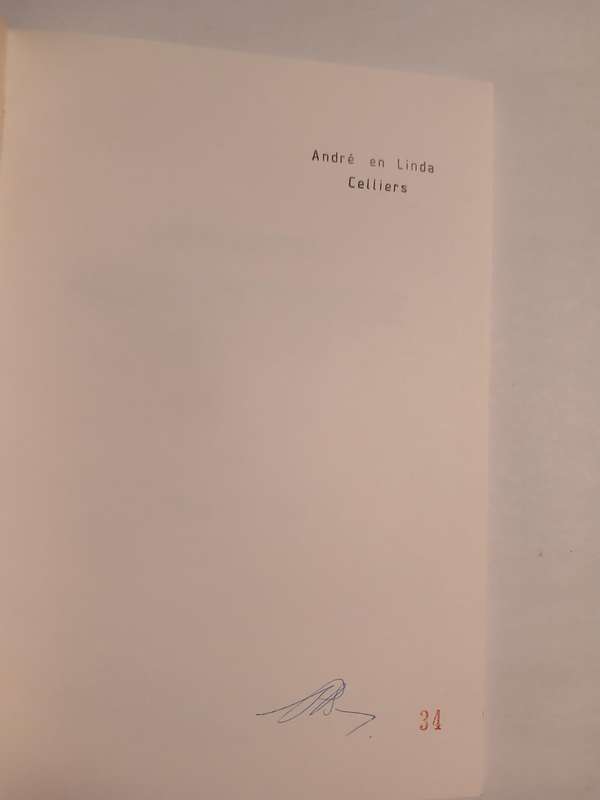 André en Linda
Celliers
34